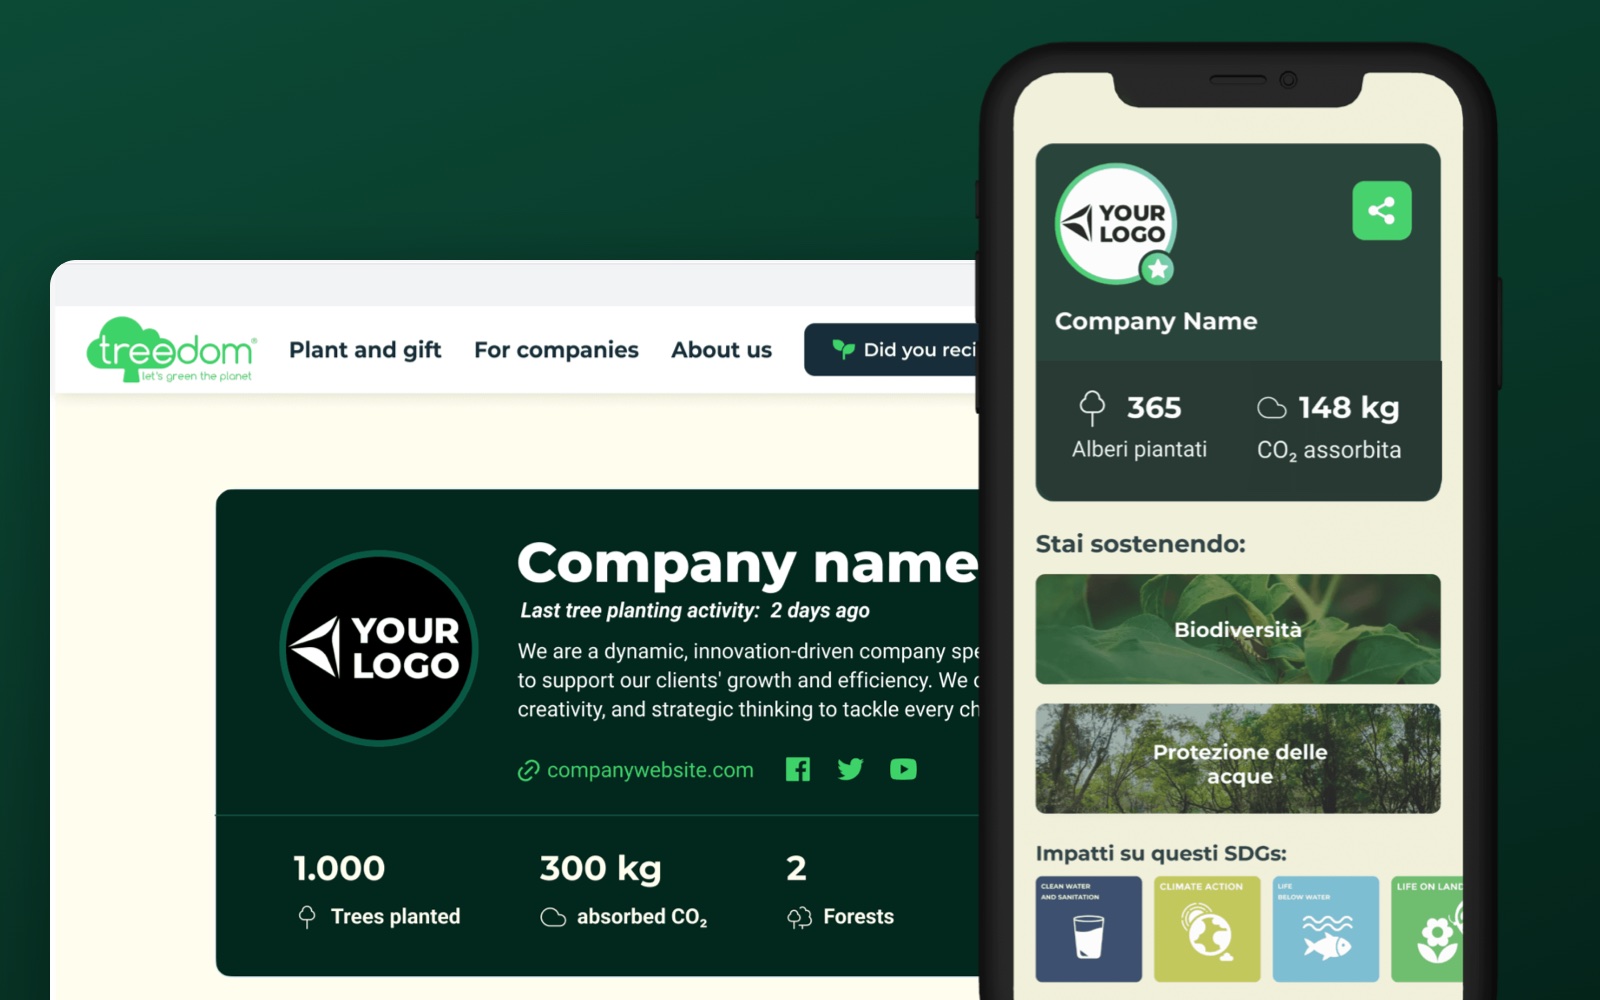 treedom®
let's green the planet
Plant and gift
For companies
About us
Did you reci
YOUR
LOGO
Company name
Last tree planting activity: 2 days ago
We are a dynamic, innovation-driven company spe
to support our clients' growth and efficiency. We
creativity, and strategic thinking to tackle every ch
companywebsite.com
1.000
Trees planted
300 kg
absorbed CO₂
2
Forests
YOUR
LOGO
Company Name
365
Alberi piantati
148 kg
CO₂ assorbita
Stai sostenendo:
Biodiversità
Protezione delle
acque
Impatti su questi SDGs:
CLEAN WATER
AND SANITATION
CLIMATE ACTION
LIFE
BELOW WATER
LIFE ON LAND